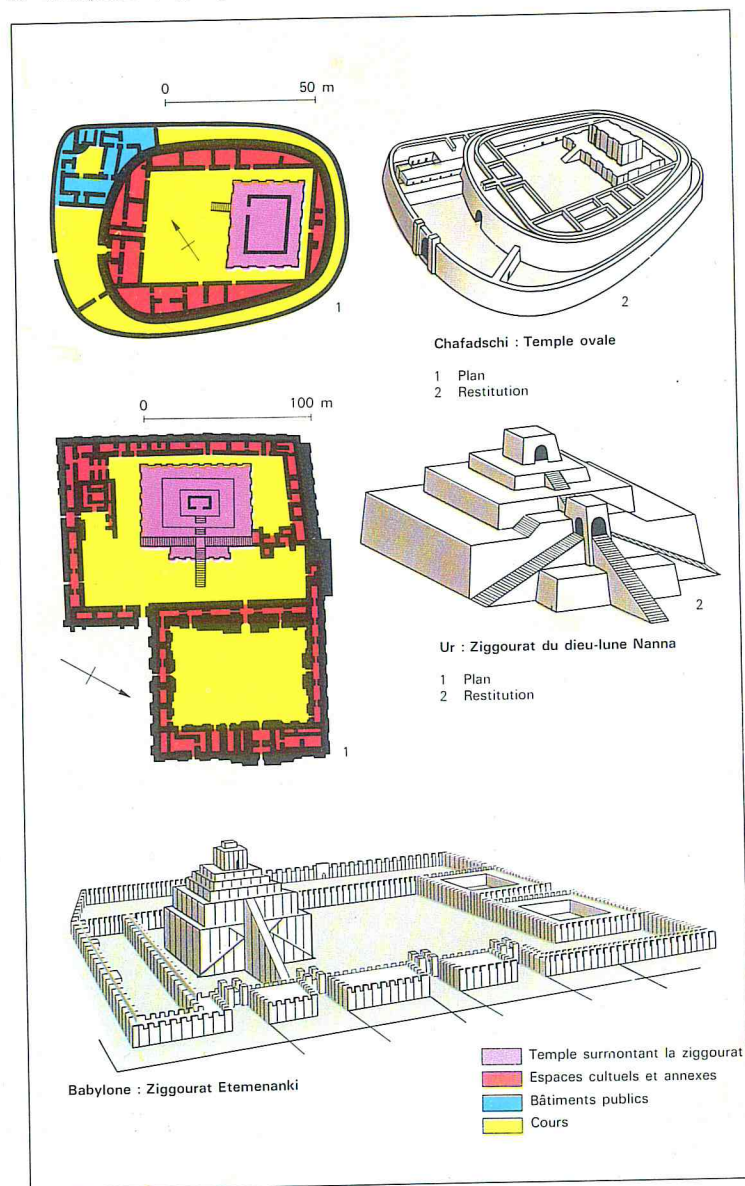 0 50 m
1
2
Chafadschi : Temple ovale
1 Plan
2 Restitution
0 100 m
2
Ur : Ziggourat du dieu-lune Nanna
1 Plan
2 Restitution
1
Babylone : Ziggourat Etemenanki
Temple surmontant la ziggourat
Espaces cultuels et annexes
Bâtiments publics
Cours